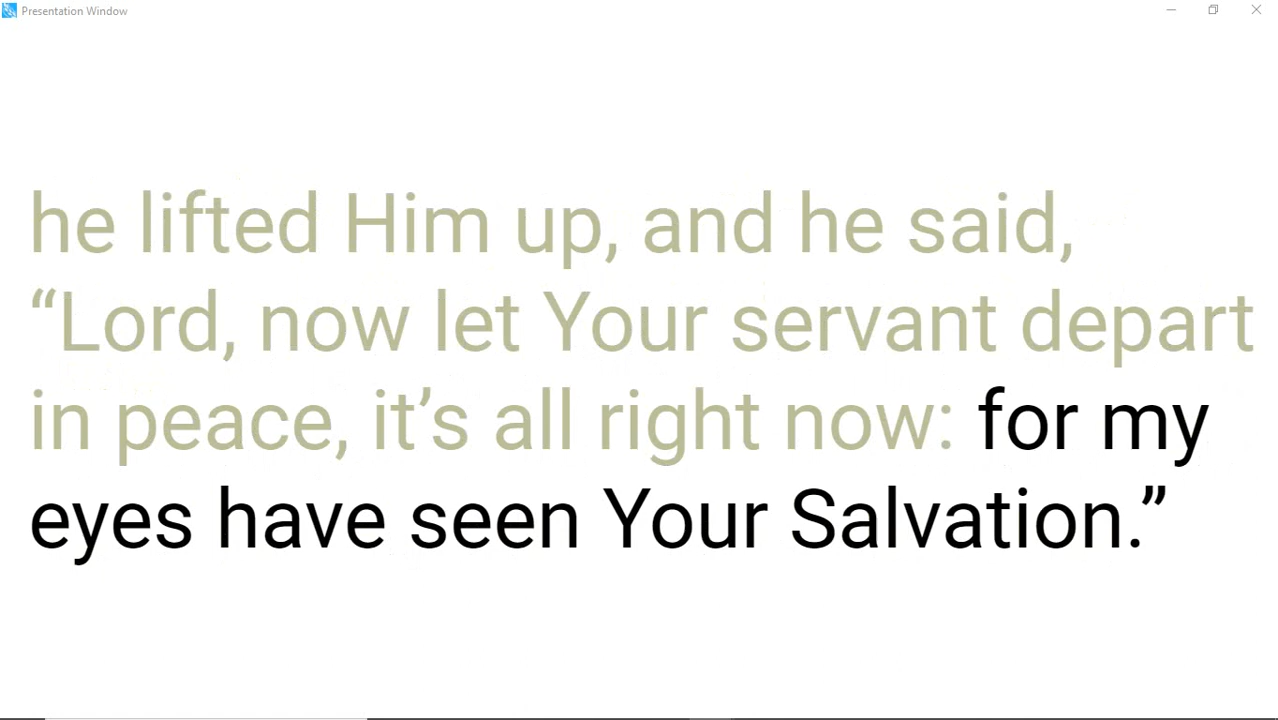 Presentation Window
he lifted Him up, and he said,
“Lord, now let Your servant depart
in peace, it’s all right now: for my
eyes have seen Your Salvation.”